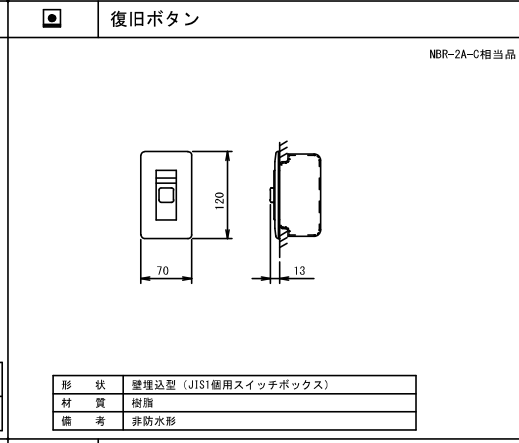 復旧ボタン
NBR-2A-C相当品
120
70
13
形 状 壁埋込型（JIS1個用スイッチボックス）
材 質 樹脂
備 考 非防水形